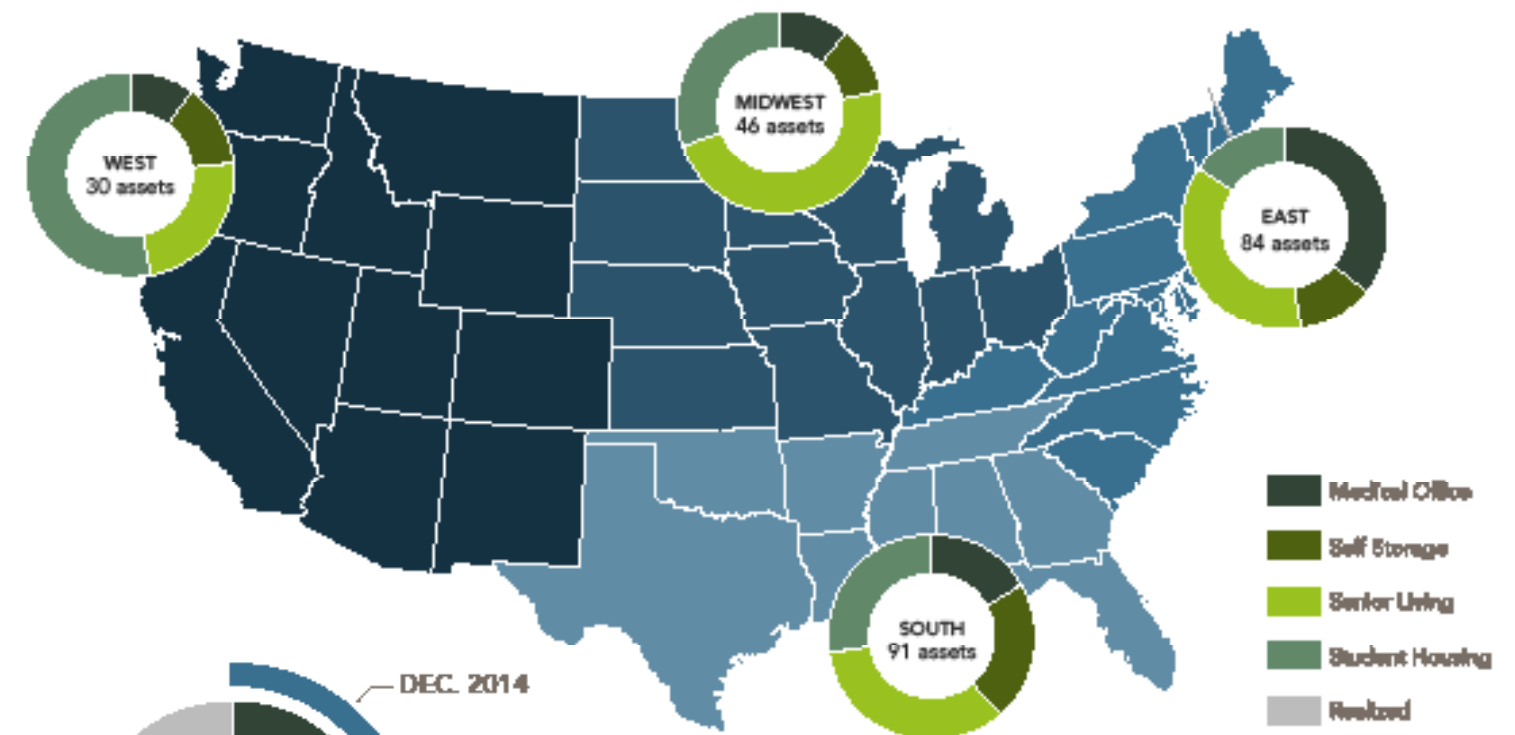 MIDWEST
46 assets
WEST
30 assets
EAST
84 assets
Medical Office
Self Storage
Senior Living
Student Housing
Realized
SOUTH
91 assets
DEC. 2014